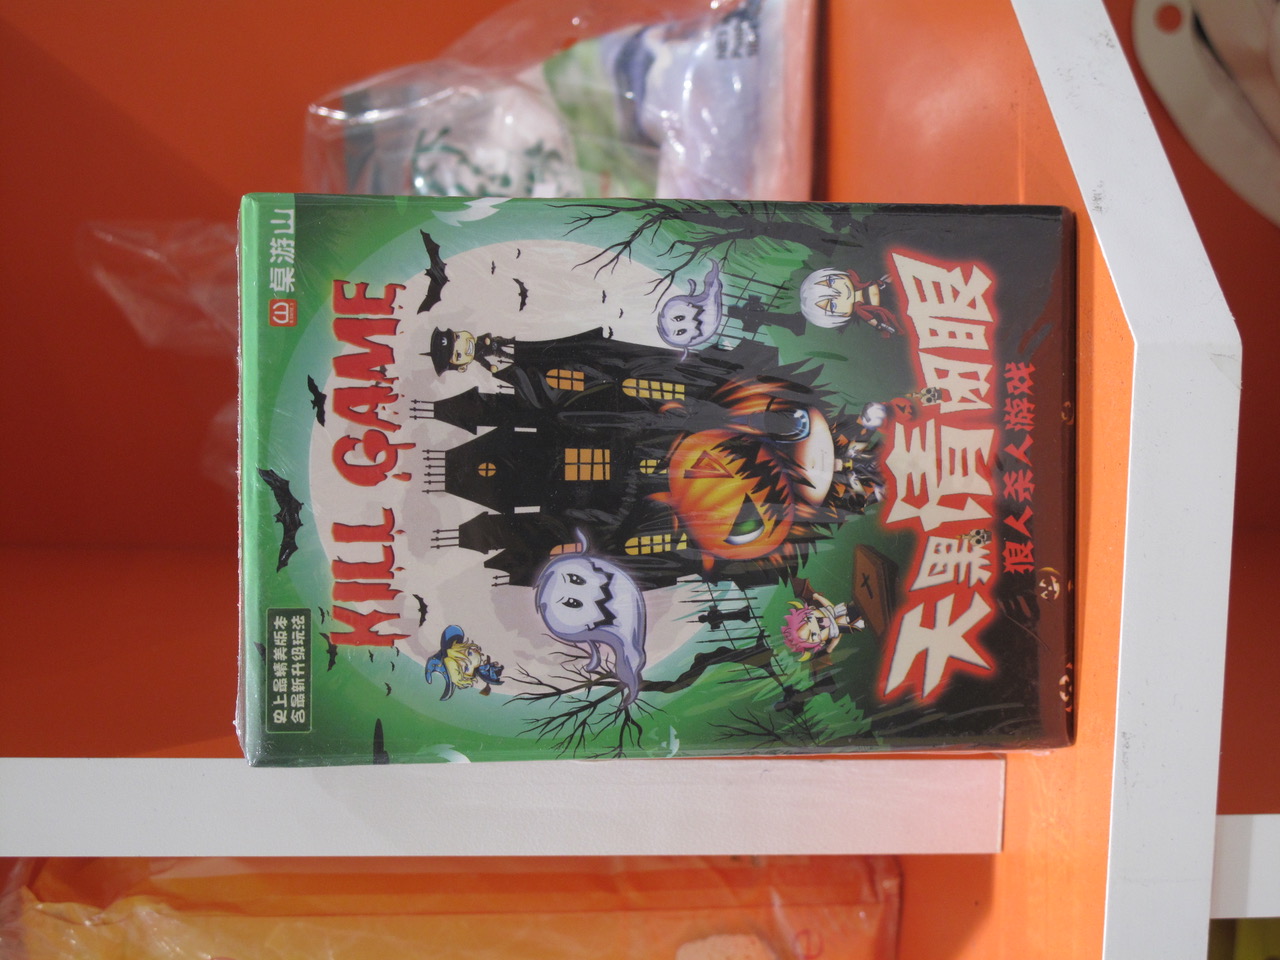 史上最精美版本
含最新升级玩法
桌游山
KILL GAME
天黑请闭眼
狼人杀人游戏